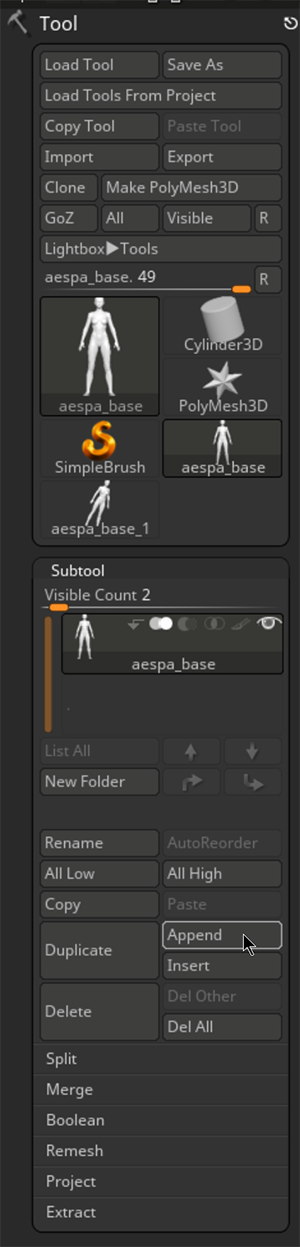 Tool
Load Tool Save As
Load Tools From Project
Copy Tool Paste Tool
Import Export
Clone Make PolyMesh3D
GoZ All Visible R
Lightbox▶Tools
aespa_base. 49 R
Cylinder3D
aespa_base PolyMesh3D
SimpleBrush aespa_base
aespa_base_1
Subtool
Visible Count 2
aespa_base
List All
New Folder
Rename AutoReorder
All Low All High
Copy Paste
Append
Duplicate
Insert
Del Other
Delete
Del All
Split
Merge
Boolean
Remesh
Project
Extract